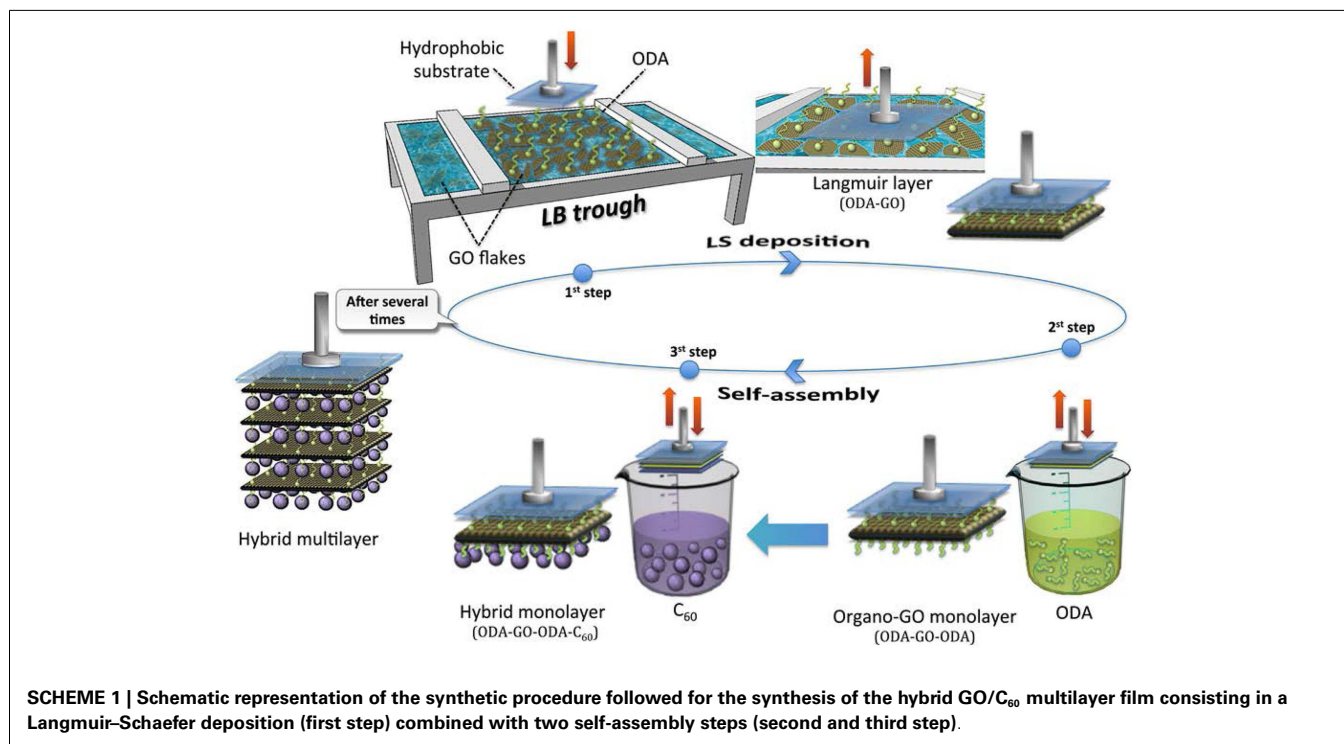 Hydrophobic
substrate
ODA
GO flakes
LB trough
Langmuir layer
(ODA-GO)
LS deposition
1st step
After several
times
2st step
3st step
Self-assembly
Hybrid multilayer
Hybrid monolayer
(ODA-GO-ODA-C60)
C60
Organo-GO monolayer
(ODA-GO-ODA)
ODA
SCHEME 1 | Schematic representation of the synthetic procedure followed for the synthesis of the hybrid GO/C60 multilayer film consisting in a
Langmuir–Schaefer deposition (first step) combined with two self-assembly steps (second and third step).